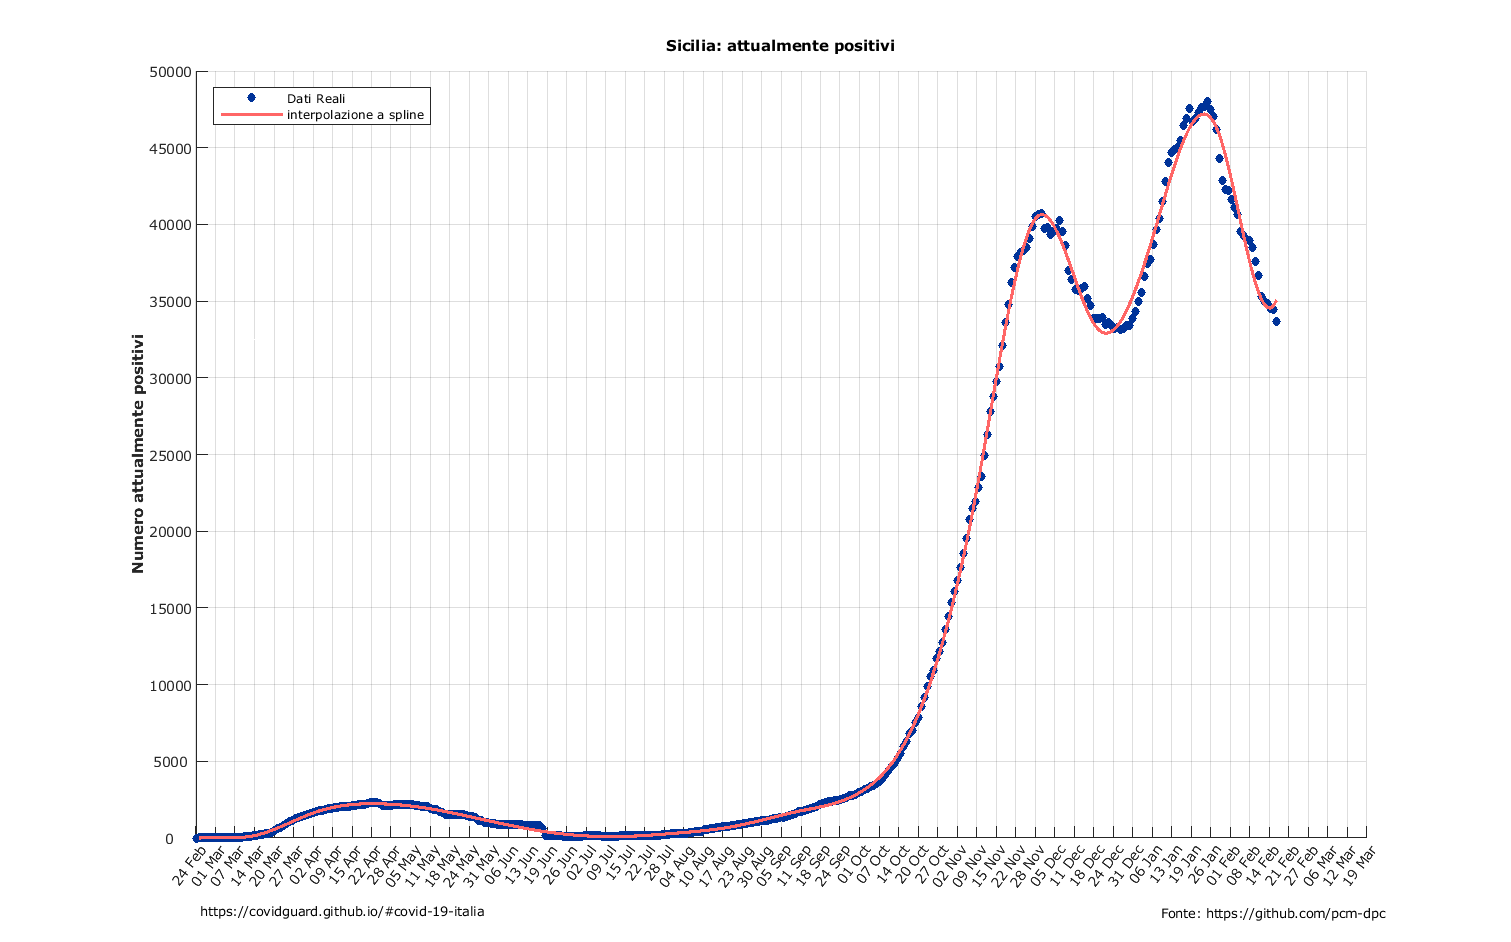 Sicilia: attualmente positivi
Dati Reali
interpolazione a spline
Numero attualmente positivi
50000
45000
40000
35000
30000
25000
20000
15000
10000
5000
0
24 Feb
01 Mar
07 Mar
14 Mar
20 Mar
27 Mar
02 Apr
09 Apr
15 Apr
22 Apr
28 Apr
05 May
11 May
18 May
24 May
31 May
06 Jun
13 Jun
19 Jun
26 Jun
02 Jul
09 Jul
15 Jul
22 Jul
28 Jul
04 Aug
10 Aug
17 Aug
23 Aug
30 Aug
05 Sep
11 Sep
18 Sep
24 Sep
01 Oct
07 Oct
14 Oct
20 Oct
27 Oct
02 Nov
09 Nov
15 Nov
22 Nov
28 Nov
05 Dec
11 Dec
18 Dec
24 Dec
31 Dec
06 Jan
13 Jan
19 Jan
26 Jan
01 Feb
08 Feb
14 Feb
21 Feb
27 Feb
06 Mar
12 Mar
19 Mar
https://covidguard.github.io/#covid-19-italia
Fonte: https://github.com/pcm-dpc